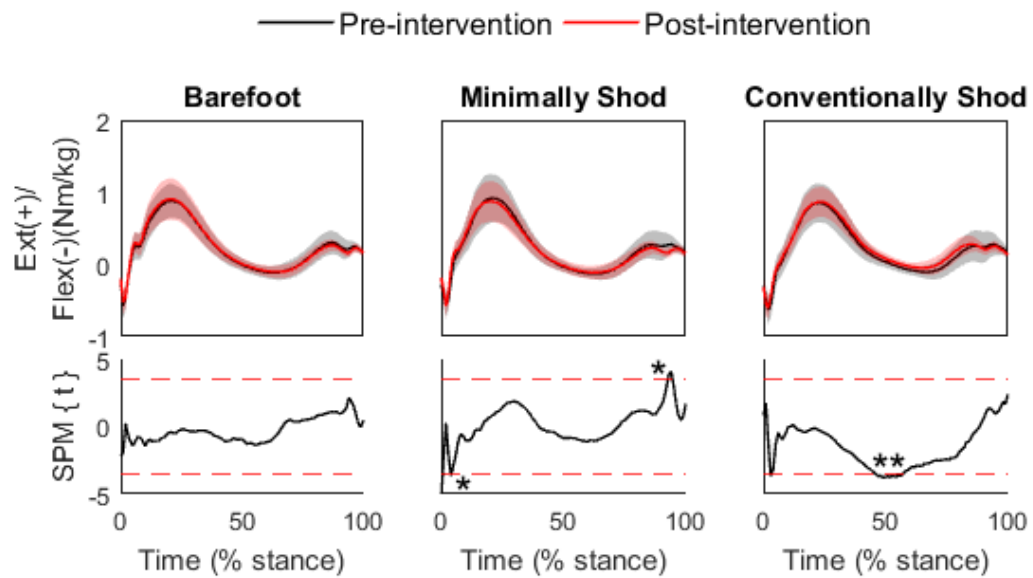 Pre-intervention Post-intervention
Barefoot Minimally Shod Conventionally Shod
Ext(+)/
Flex(-)(Nm/kg)
2
1
0
-1
SPM { t }
5
0
-5
*
*
**
0 50 100 0 50 100 0 50 100
Time (% stance) Time (% stance) Time (% stance)